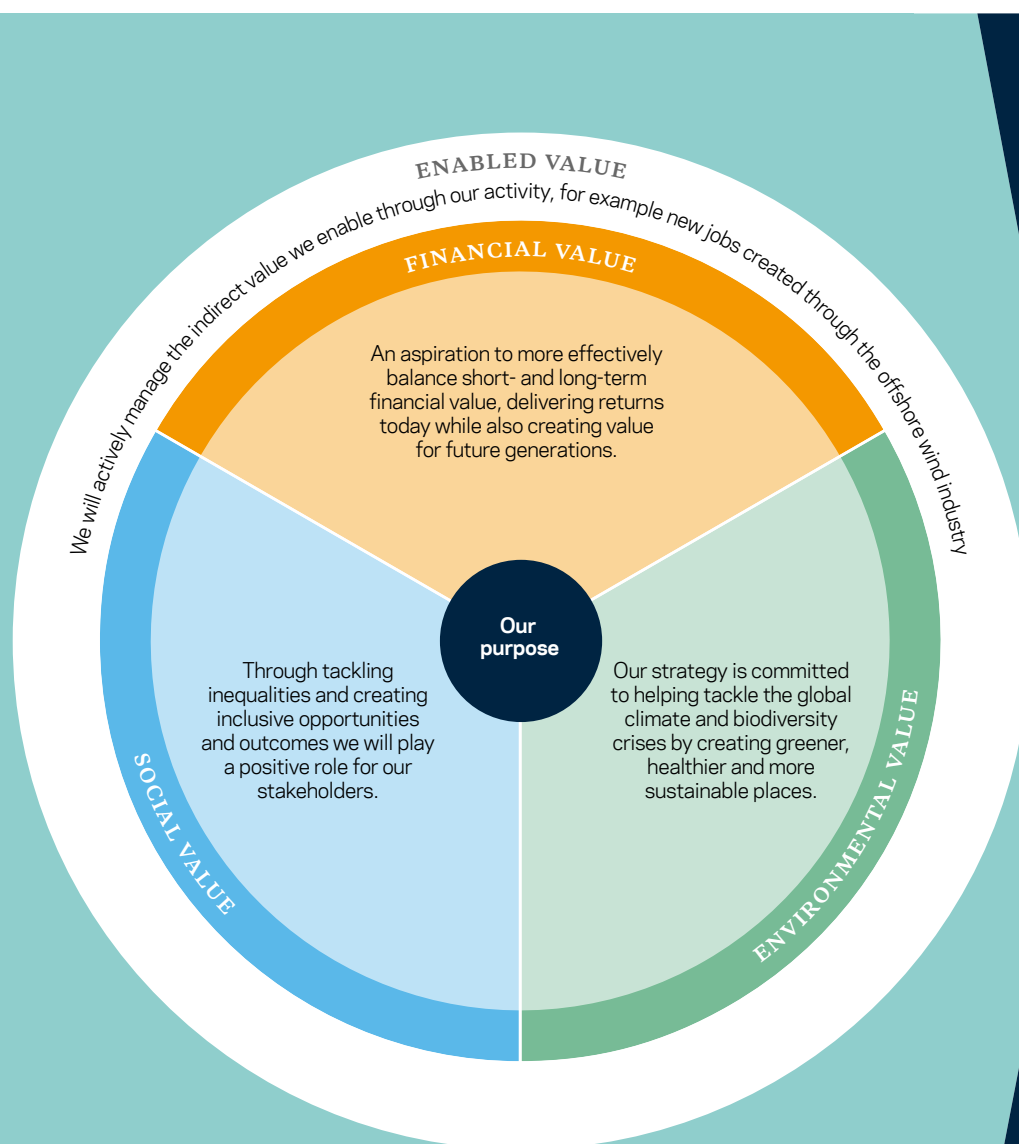 ENABLED VALUE
We will actively manage the indirect value we enable through our activity, for example new jobs created through the offshore wind industry
FINANCIAL VALUE
An aspiration to more effectively
balance short- and long-term
financial value, delivering returns
today while also creating value
for future generations.
Our
purpose
Through tackling
inequalities and creating
inclusive opportunities
and outcomes we will play
a positive role for our
stakeholders.
SOCIAL VALUE
Our strategy is committed
to helping tackle the global
climate and biodiversity
crises by creating greener,
healthier and more
sustainable places.
ENVIRONMENTAL VALUE